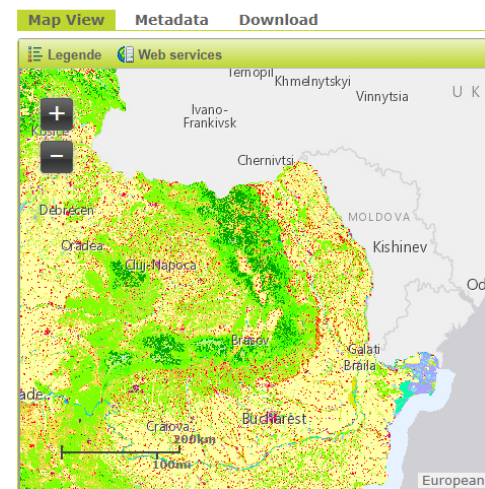 Map View Metadata Download
Legende Web services
Ternopil
Khmelnytskyi
Vinnytsia
U K
Ivano-
Frankivsk
Košice
Chernivtsi
Debrecen
MOLDOVA
Oradea
Kishinev
Cluj-Napoca
Od
Brasov
Galati
Braila
ade
Craiova
Bucharest
200km
100mi
European